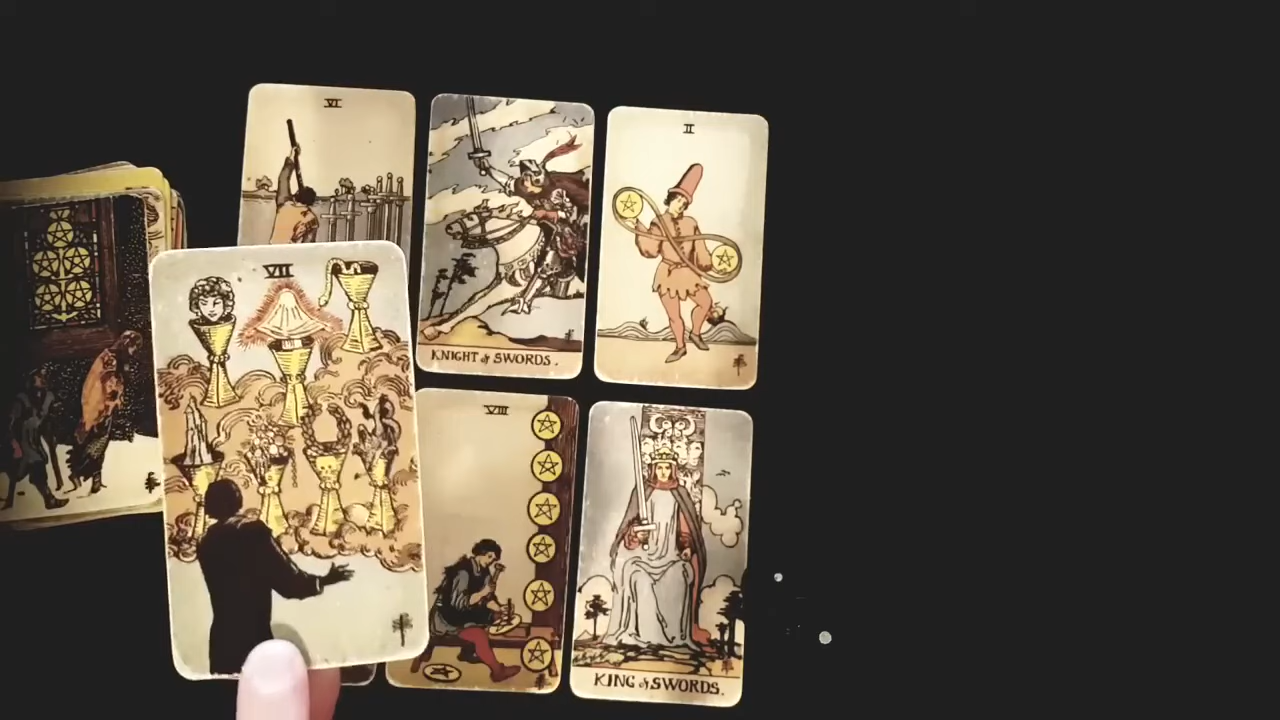 VI
II
KNIGHT of SWORDS.
VII
VIII
KING of SWORDS.